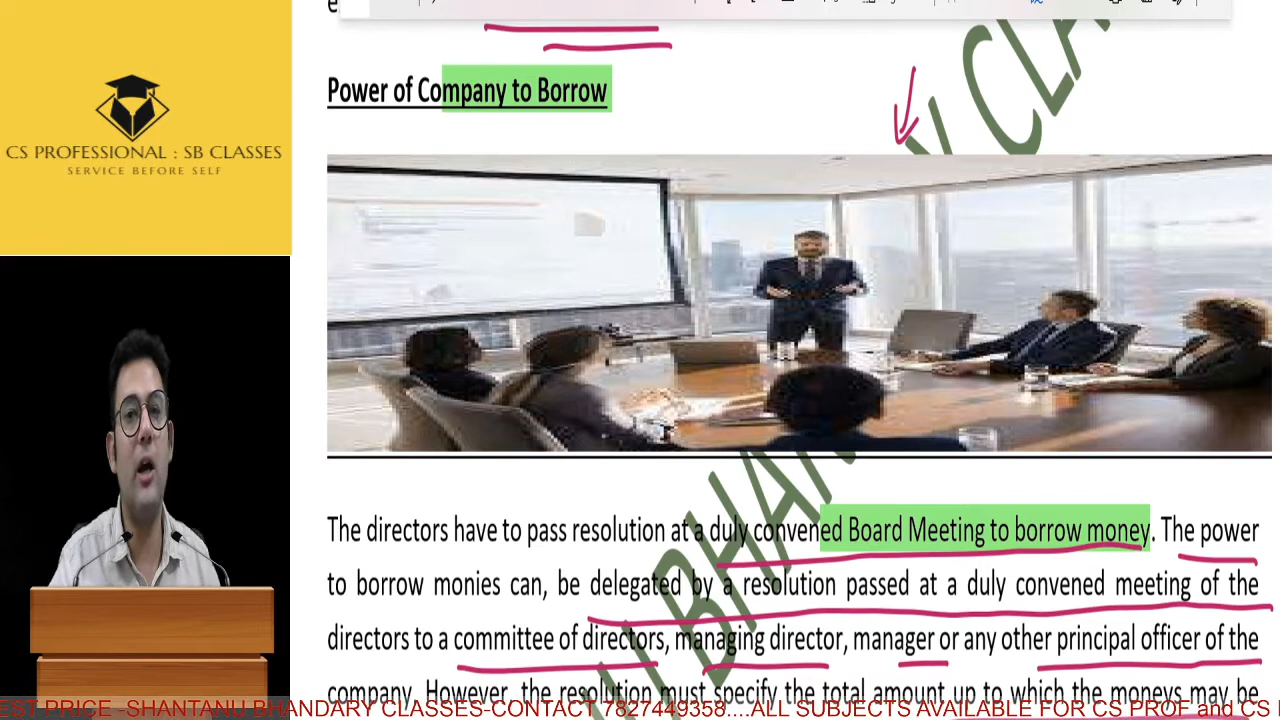 e
Power of Company to Borrow
CS PROFESSIONAL : SB CLASSES
SERVICE BEFORE SELF
The directors have to pass resolution at a duly convened Board Meeting to borrow money. The power
to borrow monies can, be delegated by a resolution passed at a duly convened meeting of the
directors to a committee of directors, managing director, manager or any other principal officer of the
company. However, the resolution must specify the total amount up to which the moneys may be
EST PRICE -SHANTANU BHANDARY CLASSES-CONTACT 7827449358....ALL SUBJECTS AVAILABLE FOR CS PROF and CS